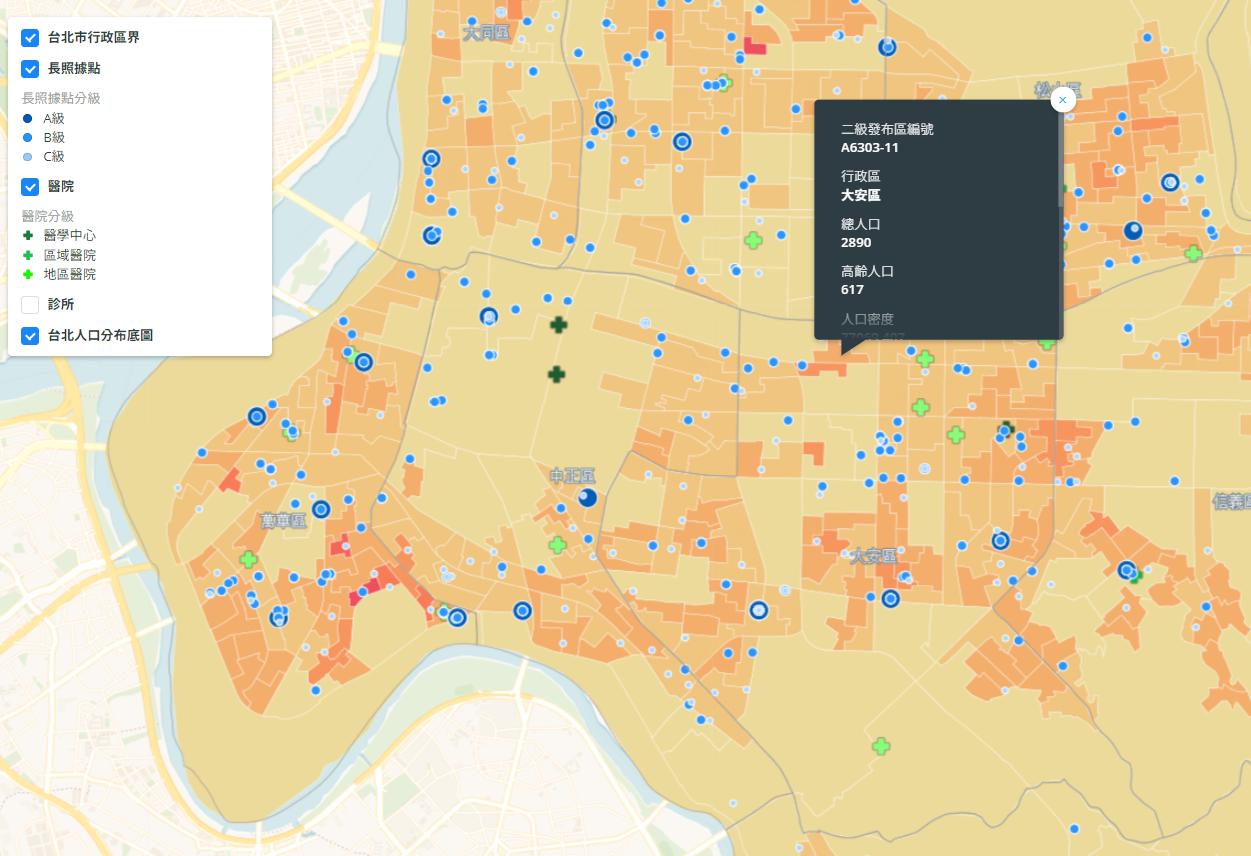 台北市行政區界
長照據點
長照據點分級
A級
B級
C級
醫院
醫院分級
醫學中心
區域醫院
地區醫院
診所
台北人口分布底圖
大同區
松山區
二級發布區編號
A6303-11
行政區
大安區
總人口
2890
高齡人口
617
人口密度
中正區
萬華區
大安區
信義區